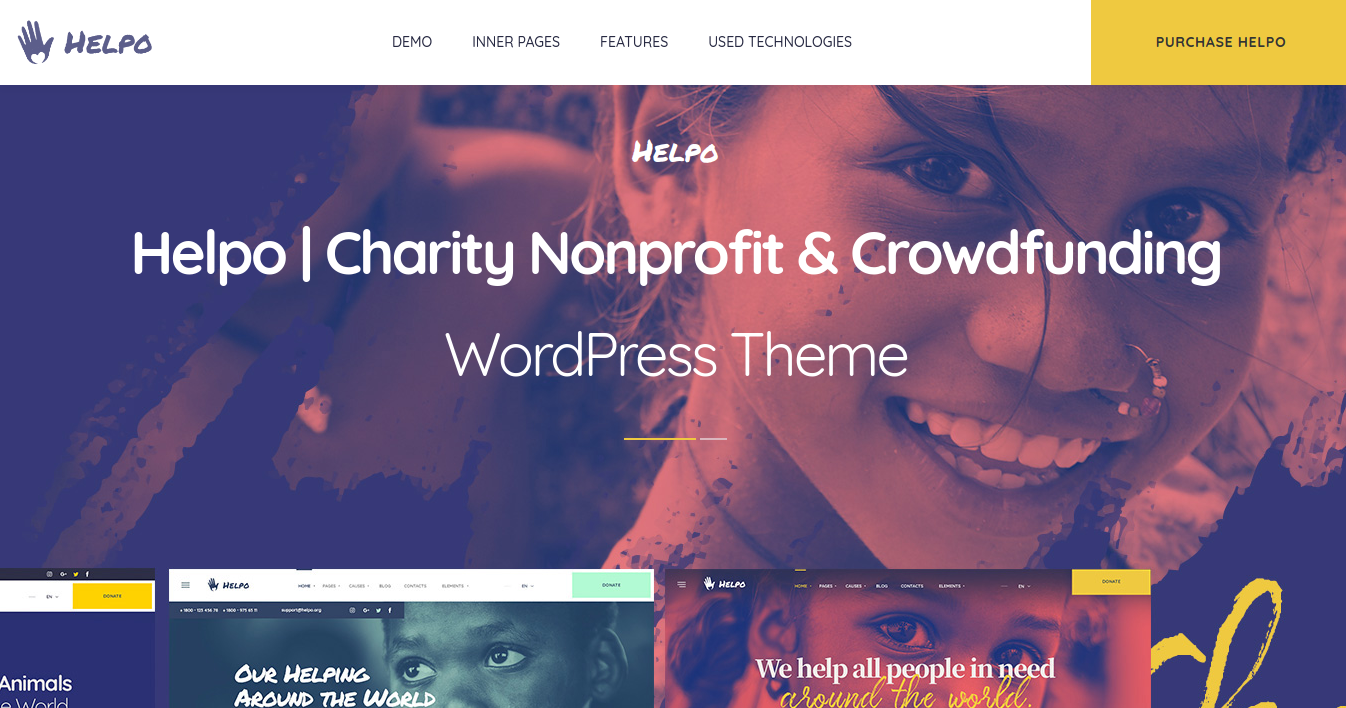 HELPO
DEMO INNER PAGES FEATURES USED TECHNOLOGIES
PURCHASE HELPO
HELPO
Helpo | Charity Nonprofit & Crowdfunding
WordPress Theme
EN
DONATE
Animals
e World
HELPO
HOME PAGES CAUSES BLOG CONTACTS ELEMENTS
EN
DONATE
+ 1800 - 123 456 78 + 1800 - 975 65 11 support@helpo.org
OUR HELPING
AROUND THE WORLD
HELPO
HOME PAGES CAUSES BLOG CONTACTS ELEMENTS
EN
DONATE
We help all people in need
around the world.